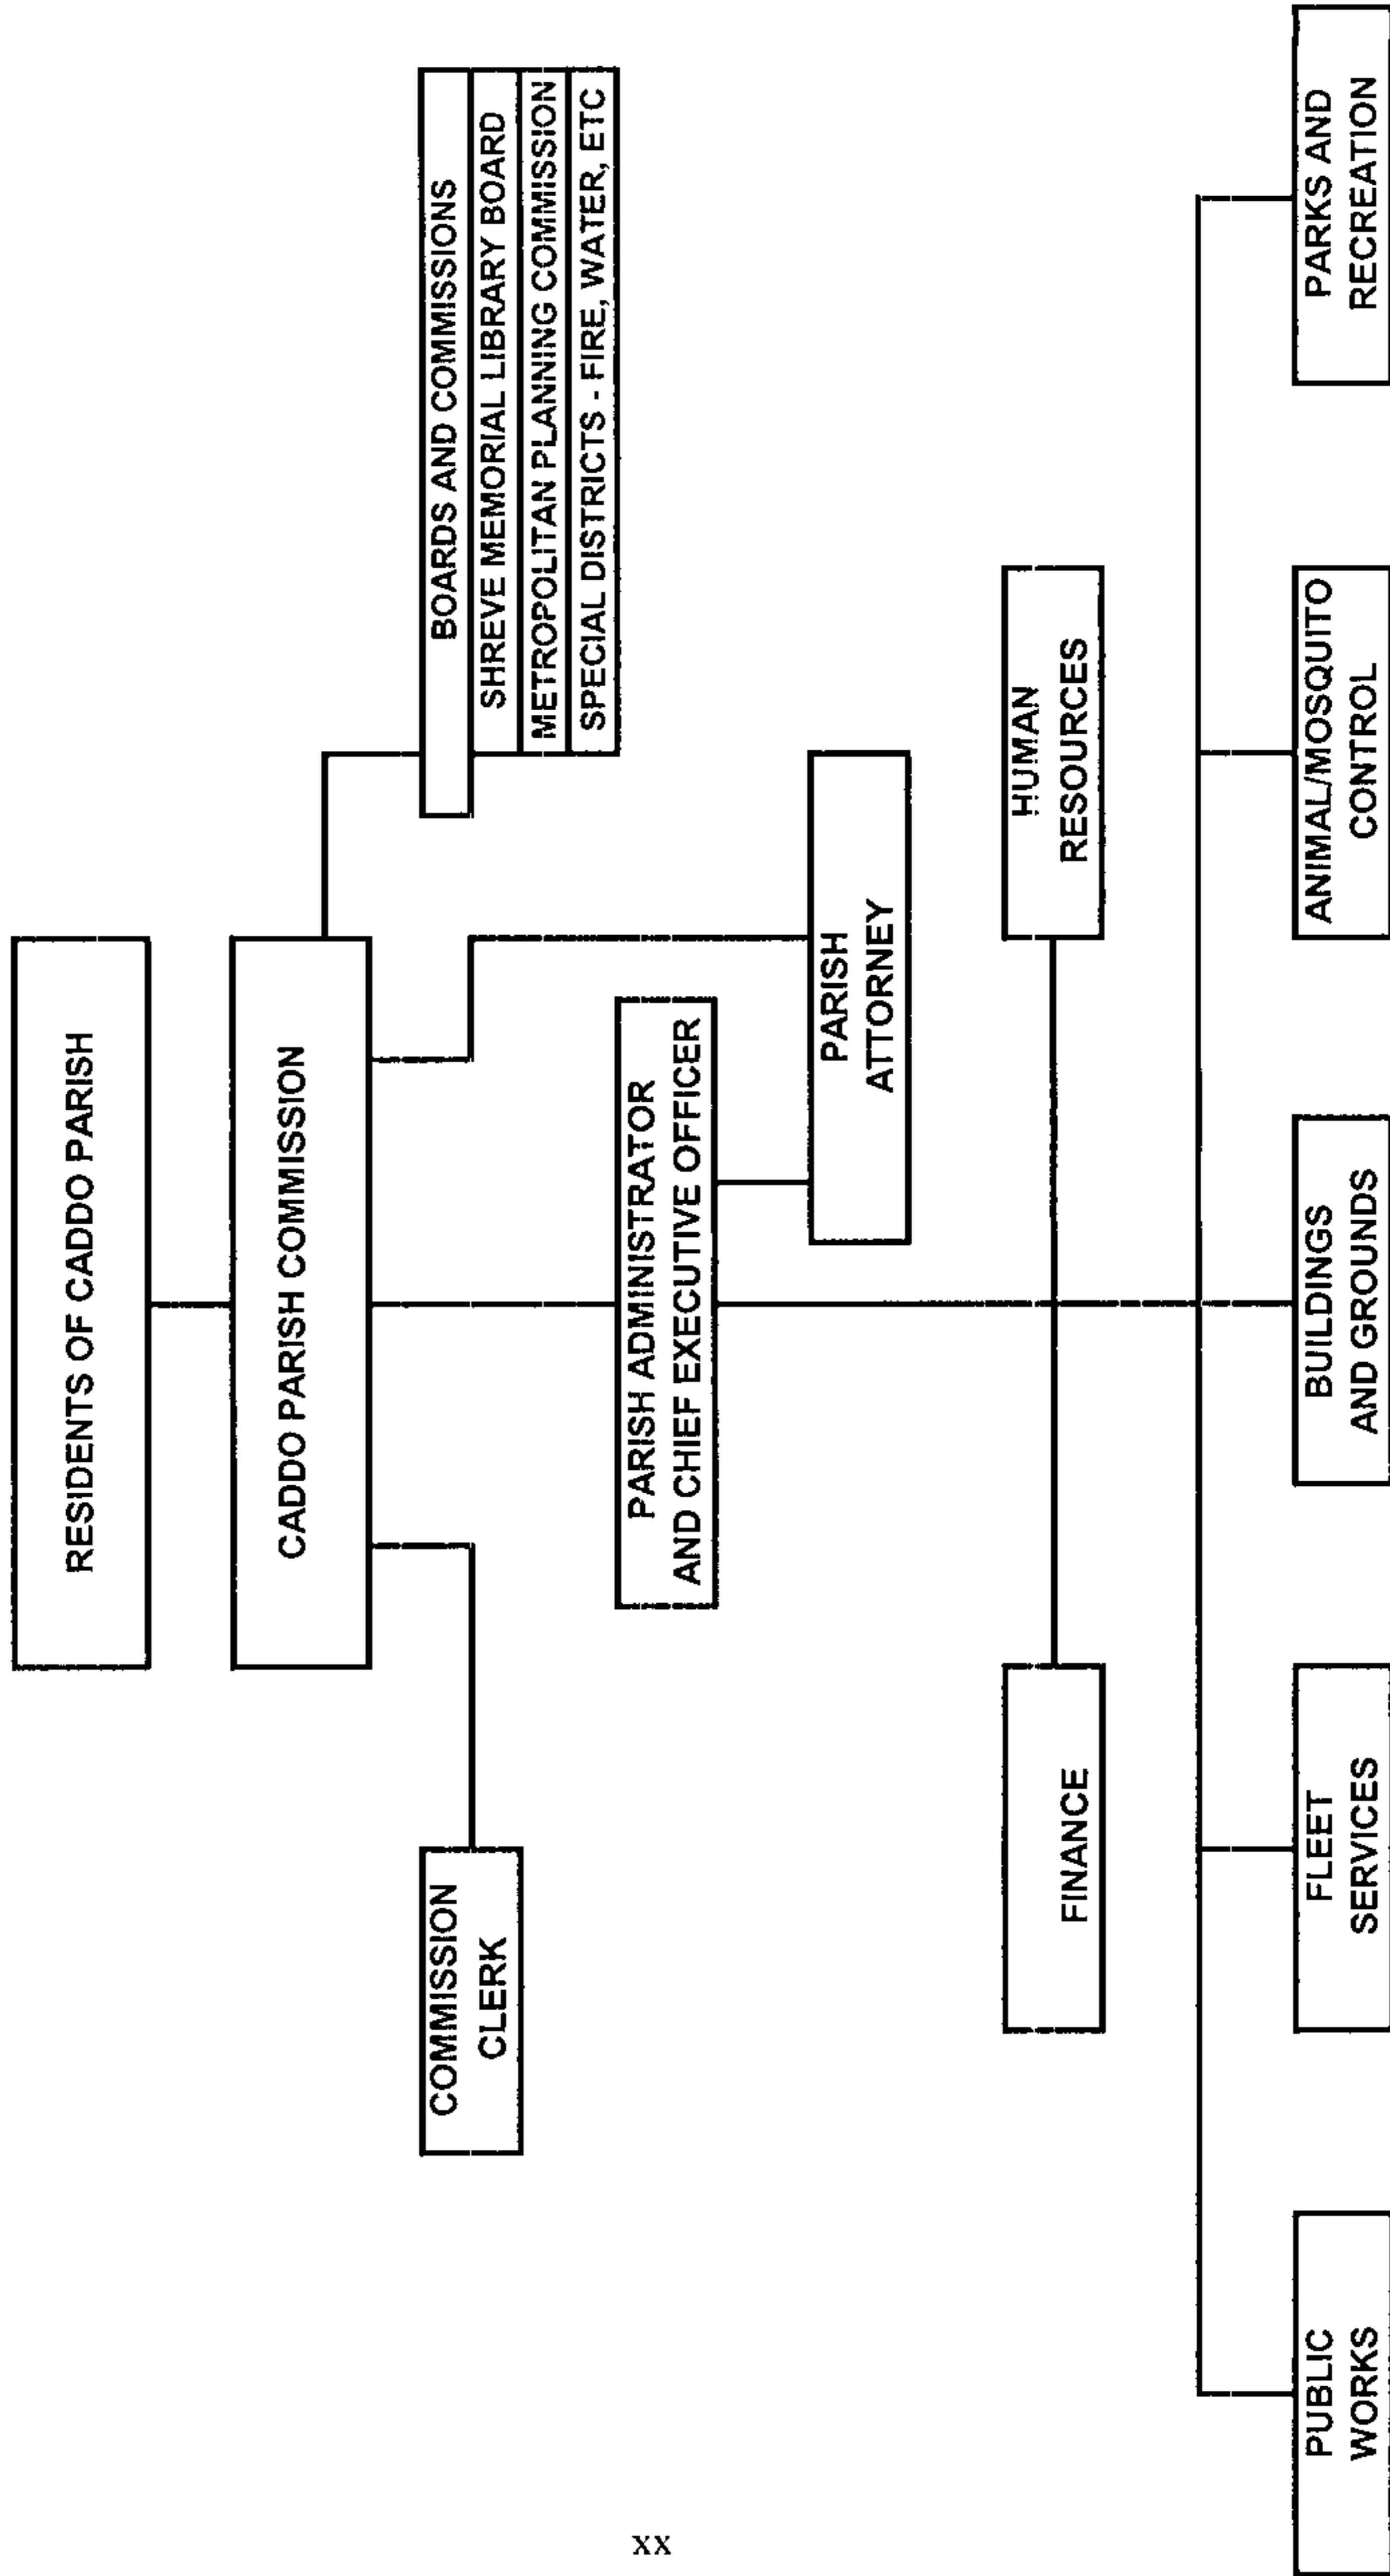 RESIDENTS OF CADDO PARISH
CADDO PARISH COMMISSION
COMMISSION
CLERK
BOARDS AND COMMISSIONS
SHREVE MEMORIAL LIBRARY BOARD
METROPOLITAN PLANNING COMMISSION
SPECIAL DISTRICTS - FIRE, WATER, ETC
PARISH ADMINISTRATOR
AND CHIEF EXECUTIVE OFFICER
PARISH
ATTORNEY
FINANCE
HUMAN
RESOURCES
PUBLIC
WORKS
FLEET
SERVICES
BUILDINGS
AND GROUNDS
ANIMAL/MOSQUITO
CONTROL
PARKS AND
RECREATION
xx